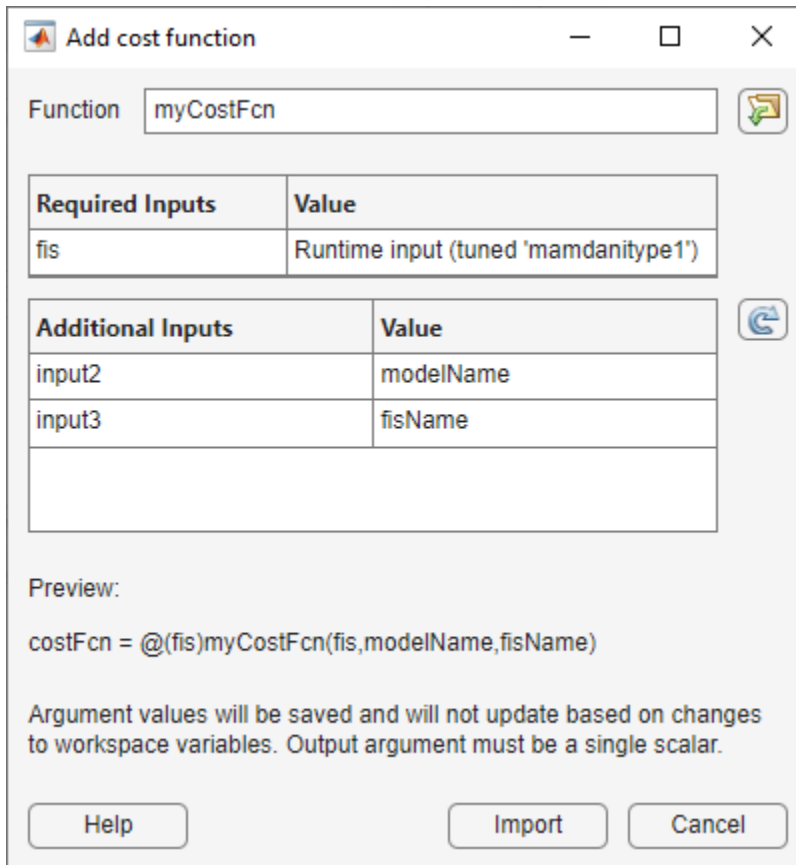 Add cost function
Function myCostFcn
Required Inputs Value
fis Runtime input (tuned 'mamdanitype1')
Additional Inputs Value
input2 modelName
input3 fisName
Preview:
costFcn = @(fis)myCostFcn(fis,modelName,fisName)
Argument values will be saved and will not update based on changes
to workspace variables. Output argument must be a single scalar.
Help Import Cancel